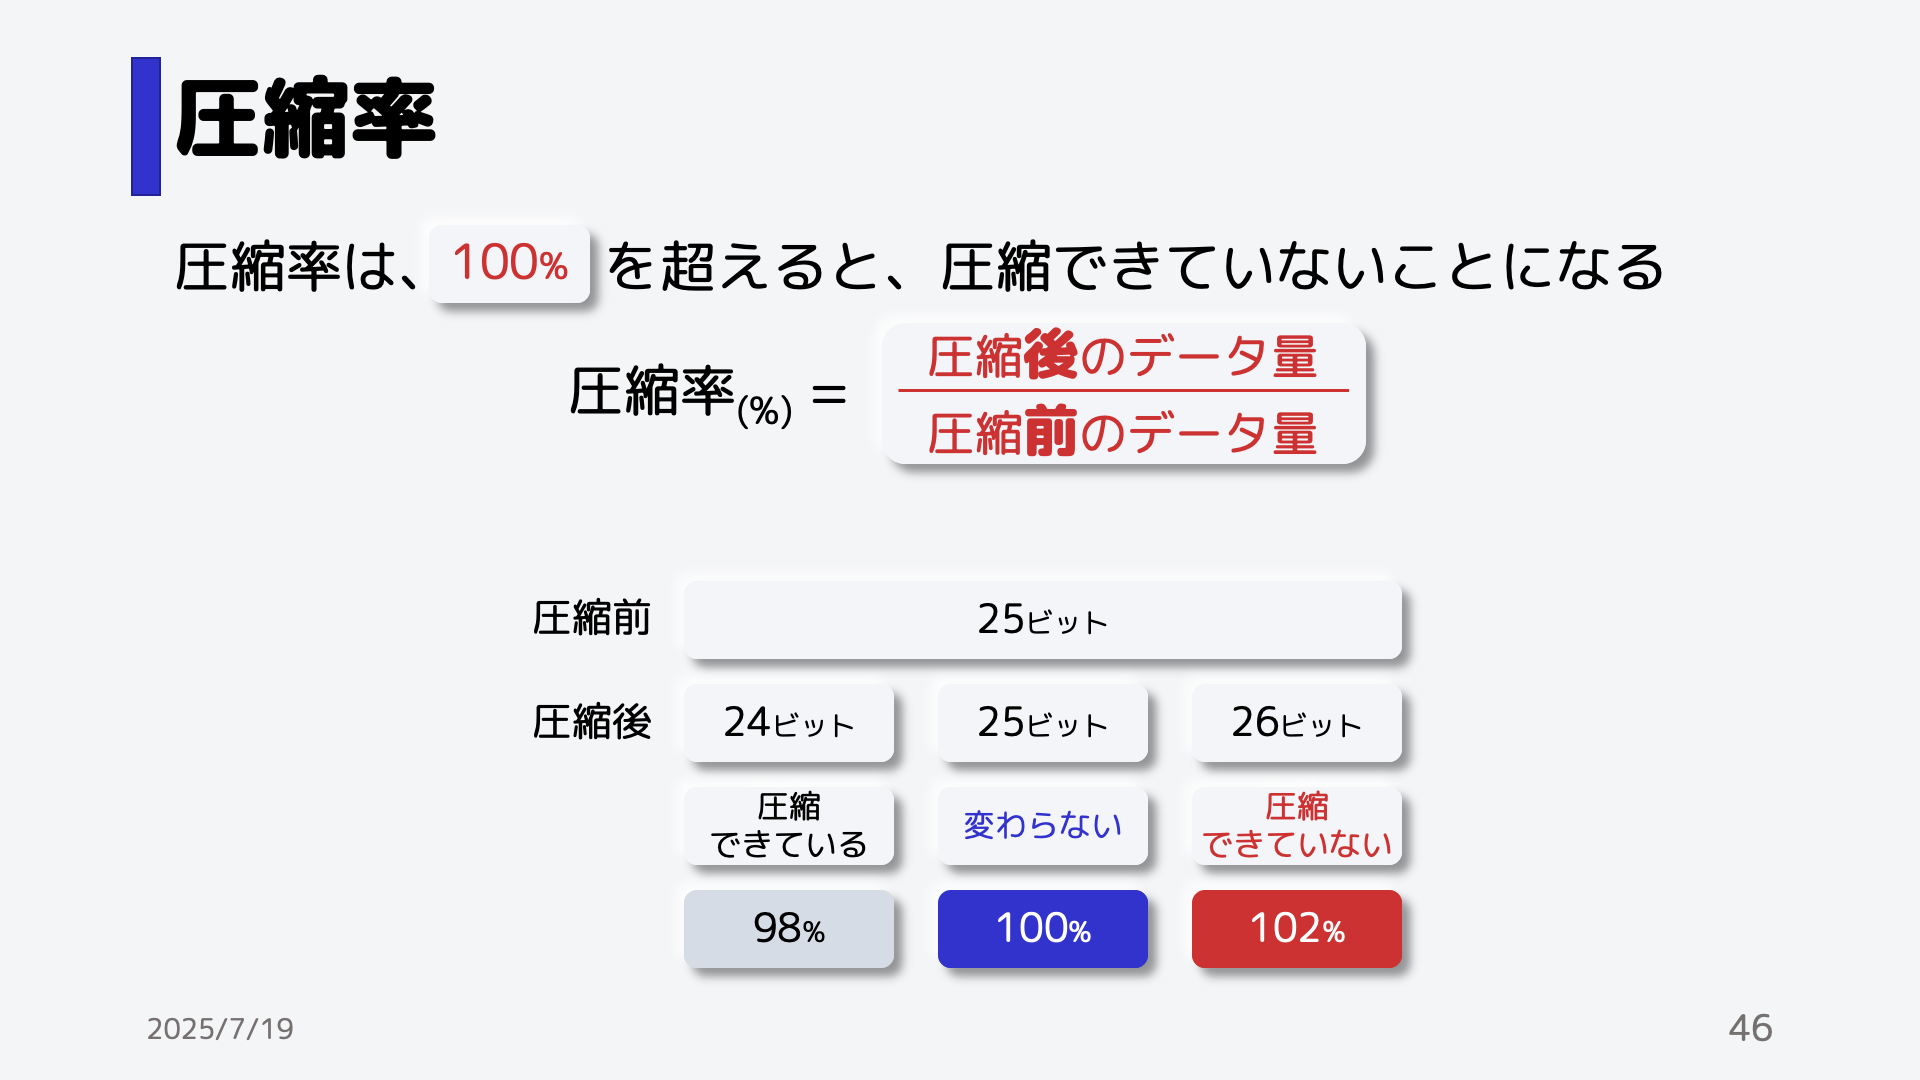 圧縮率
圧縮率は、100%を超えると、圧縮できていないことになる
圧縮率(%) =
圧縮後のデータ量
圧縮前のデータ量
圧縮前 25ビット
圧縮後 24ビット 25ビット 26ビット
圧縮
できている
変わらない
圧縮
できていない
98% 100% 102%
2025/7/19 46